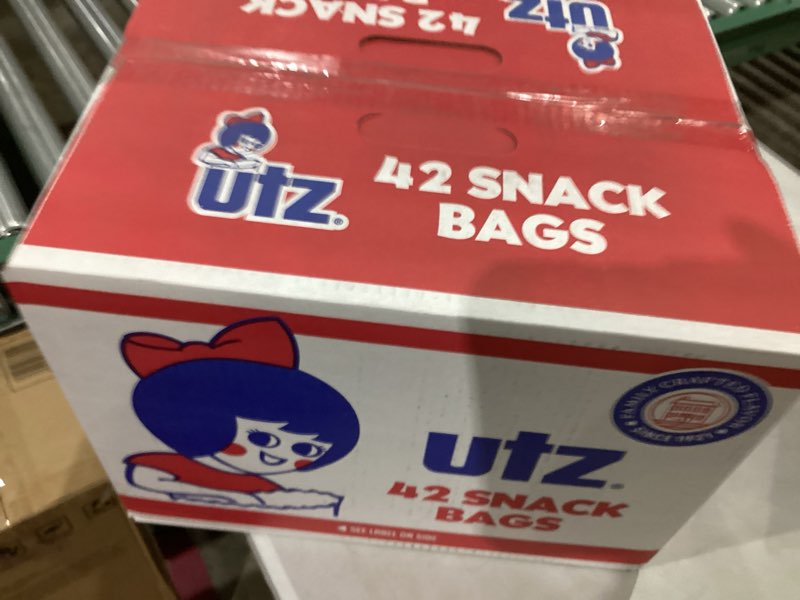 42 SNACK
utz
utz®
42 SNACK
BAGS
FAMILY CRAFTED FLAVOR
SINCE 1921
utz®
42 SNACK
BAGS
SEE LABEL ON SIDE